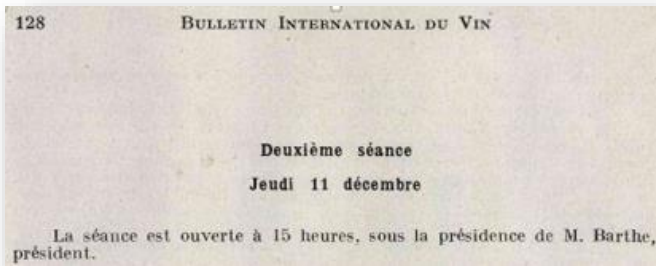 128 BULLETIN INTERNATIONAL DU VIN
Deuxième séance
Jeudi 11 décembre
La séance est ouverte à 15 heures, sous la présidence de M. Barthe,
président.